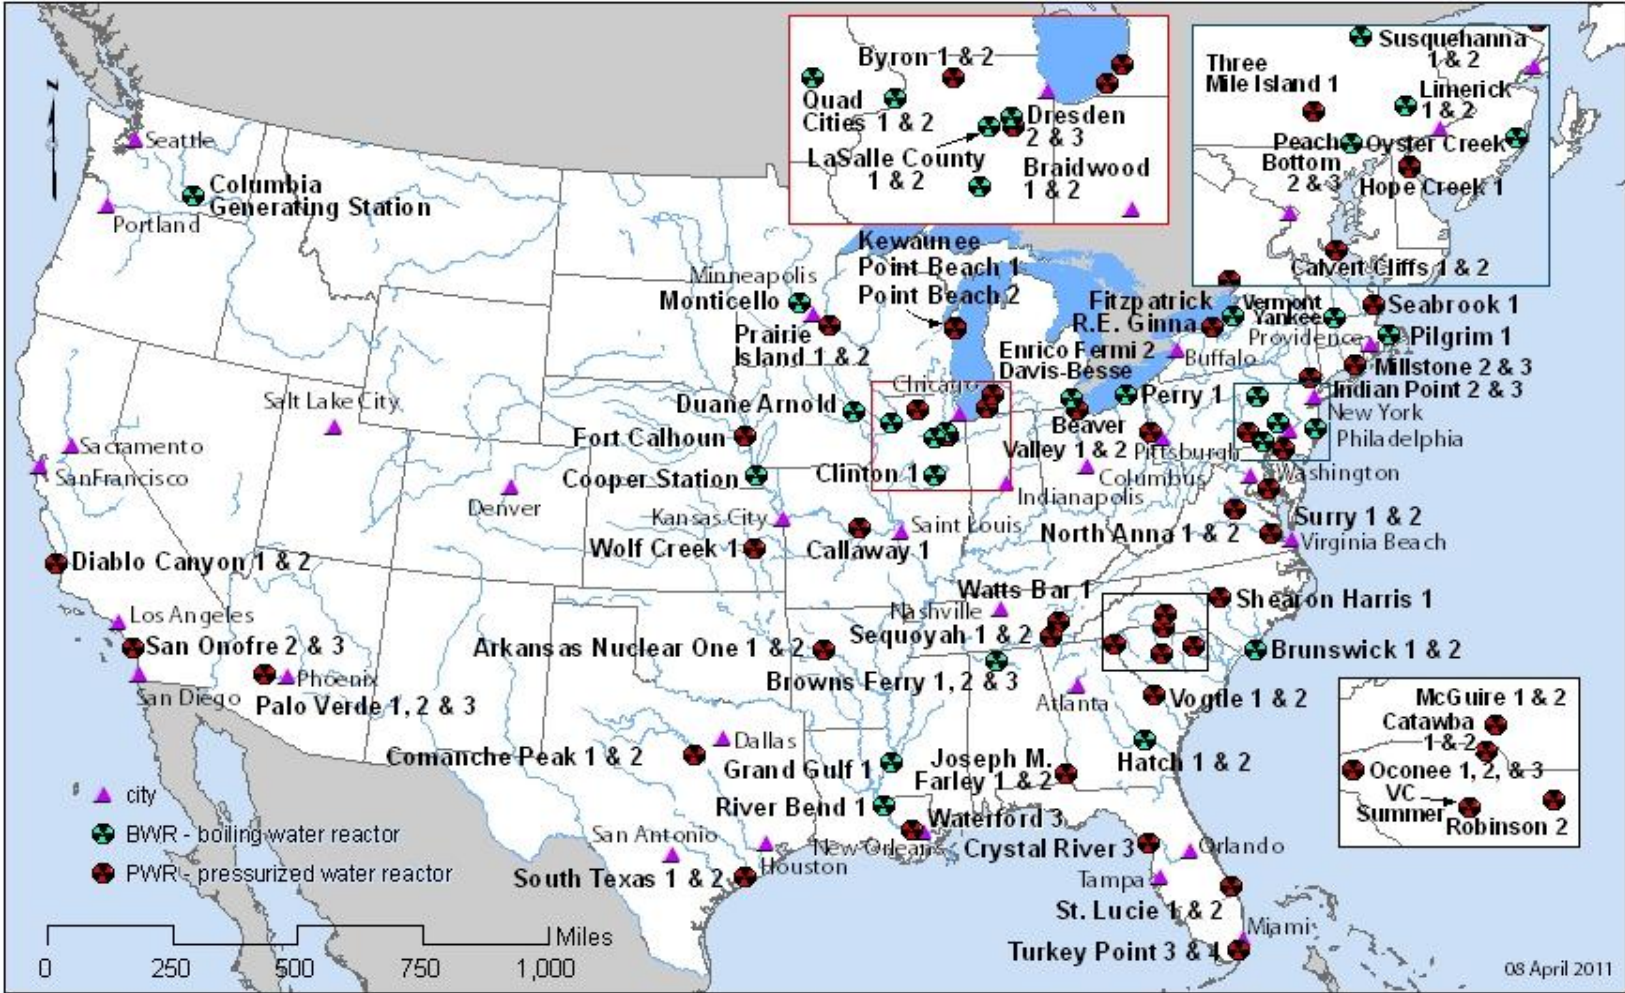 Byron 1 & 2
Quad
Cities 1 & 2
Dresden
2 & 3
LaSalle County
1 & 2
Braidwood
1 & 2
Susquehanna
1 & 2
Three
Mile Island 1
Limerick
1 & 2
Peach
Bottom
2 & 3
Oyster Creek
Hope Creek 1
Calvert Cliffs 1 & 2
z
Seattle
Columbia
Generating Station
Portland
Minneapolis
Monticello
Prairie
Island 1 & 2
Kewaunee
Point Beach 1
Point Beach 2
Fitzpatrick
R.E. Ginna
Vermont
Yankee
Seabrook 1
Providence
Pilgrim 1
Enrico Fermi 2
Davis-Besse
Buffalo
Millstone 2 & 3
Chicago
Perry 1
Indian Point 2 & 3
New York
Salt Lake City
Duane Arnold
Fort Calhoun
Beaver
Valley 1 & 2
Pittsburgh
Philadelphia
Sacramento
SanFrancisco
Cooper Station
Clinton 1
Columbus
Washington
Denver
Indianapolis
Kansas City
Saint Louis
North Anna 1 & 2
Surry 1 & 2
Virginia Beach
Diablo Canyon 1 & 2
Wolf Creek 1
Callaway 1
Los Angeles
Watts Bar 1
Nashville
Shearon Harris 1
San Onofre 2 & 3
Arkansas Nuclear One 1 & 2
Sequoyah 1 & 2
Brunswick 1 & 2
Phoenix
San Diego
Palo Verde 1, 2 & 3
Browns Ferry 1, 2 & 3
Atlanta
Vogtle 1 & 2
McGuire 1 & 2
Catawba
1 & 2
Oconee 1, 2, & 3
VC
Summer
Robinson 2
Dallas
Comanche Peak 1 & 2
Grand Gulf 1
Joseph M.
Farley 1 & 2
Hatch 1 & 2
River Bend 1
Waterford 3
New Orleans
Crystal River 3
Orlando
San Antonio
Houston
South Texas 1 & 2
Tampa
St. Lucie 1 & 2
Miami
Turkey Point 3 & 4
city
BWR - boiling water reactor
PWR - pressurized water reactor
Miles
0 250 500 750 1,000
08 April 2011